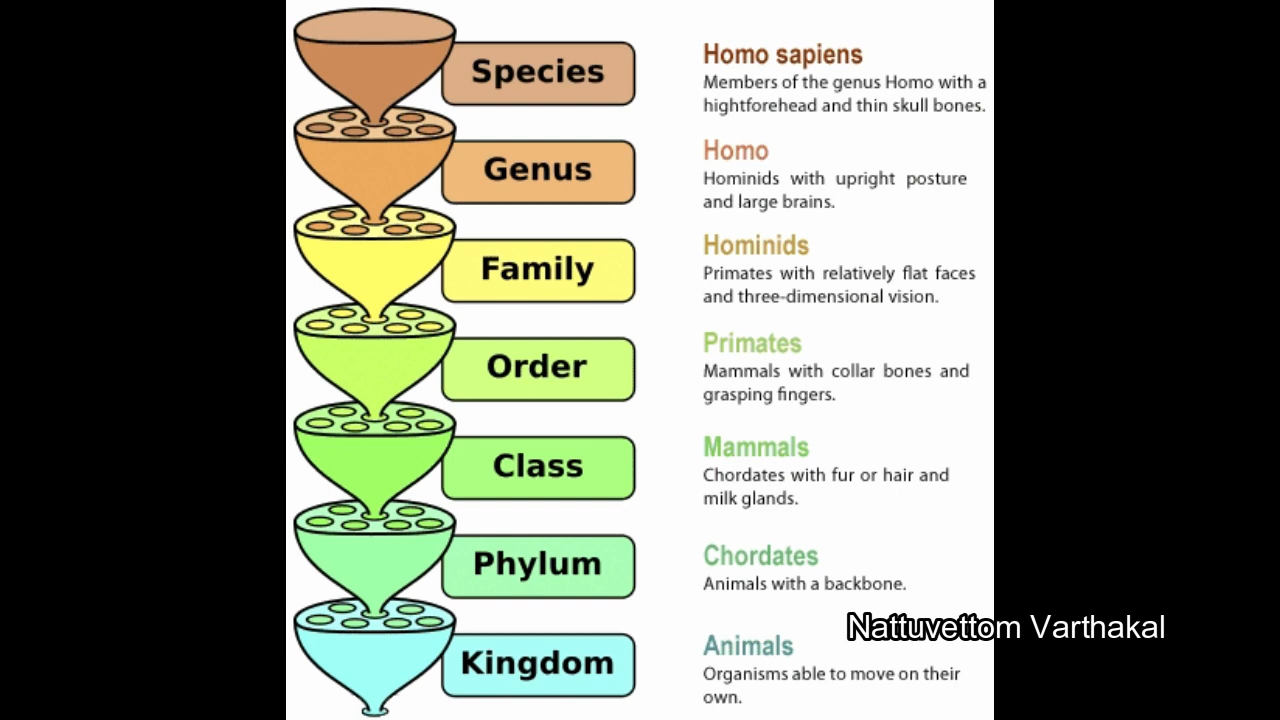 Species
Homo sapiens
Members of the genus Homo with a
hightforehead and thin skull bones.
Genus
Homo
Hominids with upright posture
and large brains.
Family
Hominids
Primates with relatively flat faces
and three-dimensional vision.
Order
Primates
Mammals with collar bones and
grasping fingers.
Class
Mammals
Chordates with fur or hair and
milk glands.
Phylum
Chordates
Animals with a backbone.
Kingdom
Animals
Organisms able to move on their
own.
Nattuvettom Varthakal